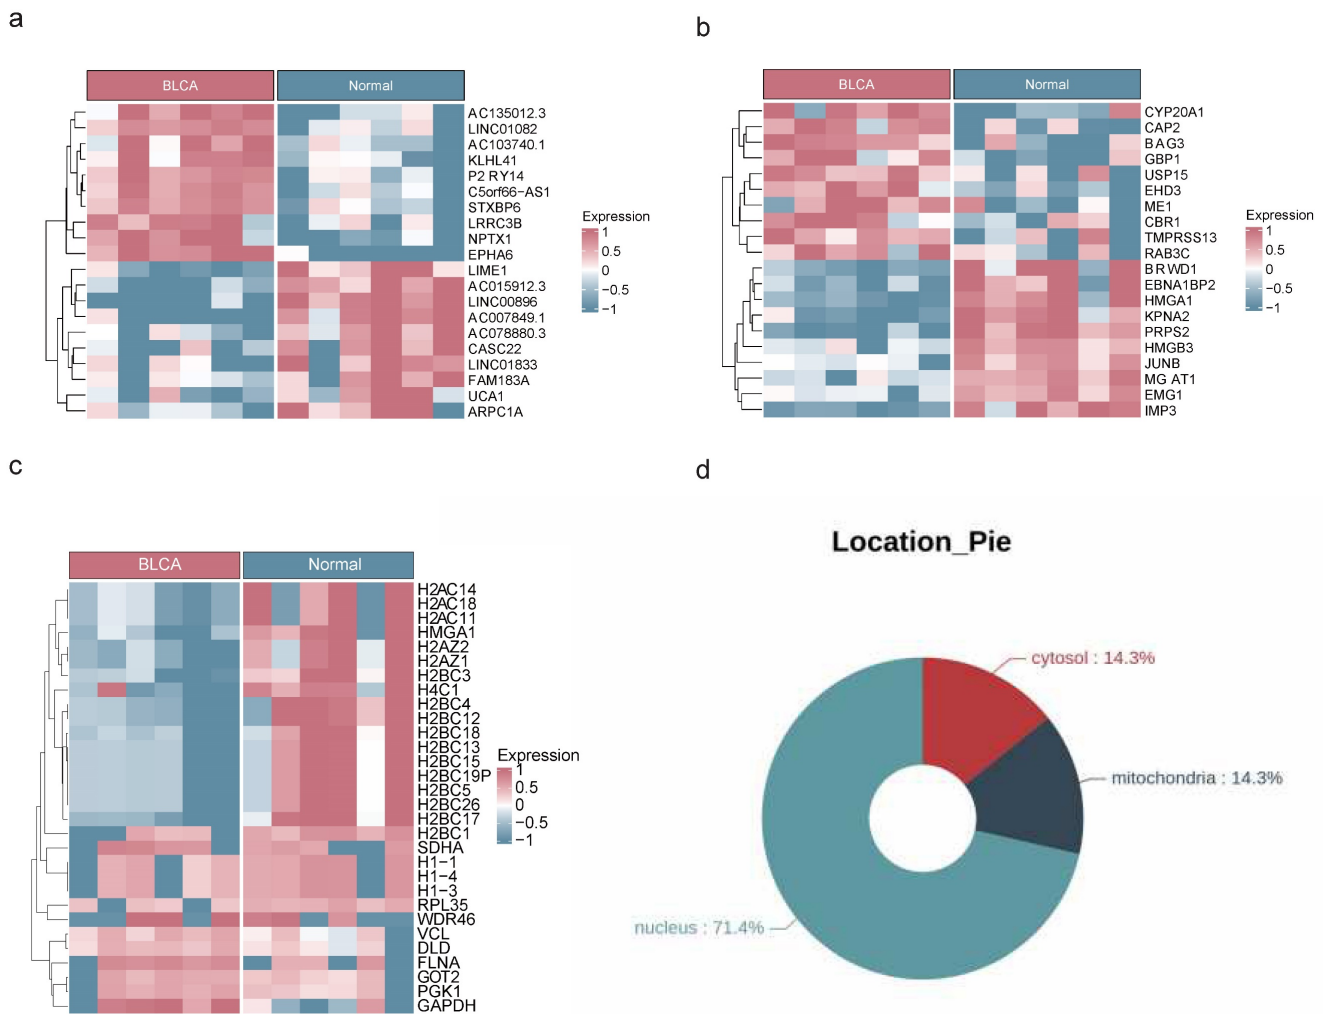 a
BLCA Normal
AC135012.3
LINC01082
AC103740.1
KLHL41
P2 RY14
C5orf66-AS1
STXBP6
LRRC3B
NPTX1
EPHA6
LIME1
AC015912.3
LINC00896
AC007849.1
AC078880.3
CASC22
LINC01833
FAM183A
UCA1
ARPC1A
Expression
1
0.5
0
−0.5
−1
b
BLCA Normal
CYP20A1
CAP2
BAG3
GBP1
USP15
EHD3
ME1
CBR1
TMPRSS13
RAB3C
BRWD1
EBNA1BP2
HMGA1
KPNA2
PRPS2
HMGB3
JUNB
MG AT1
EMG1
IMP3
Expression
1
0.5
0
−0.5
−1
c
BLCA Normal
H2AC14
H2AC18
H2AC11
HMGA1
H2AZ2
H2AZ1
H2BC3
H4C1
H2BC4
H2BC12
H2BC18
H2BC13
H2BC15
H2BC19P
H2BC5
H2BC26
H2BC17
H2BC1
SDHA
H1−1
H1−4
H1−3
RPL35
WDR46
VCL
DLD
FLNA
GOT2
PGK1
GAPDH
Expression
1
0.5
0
−0.5
−1
d
Location_Pie
cytosol : 14.3%
mitochondria : 14.3%
nucleus : 71.4%